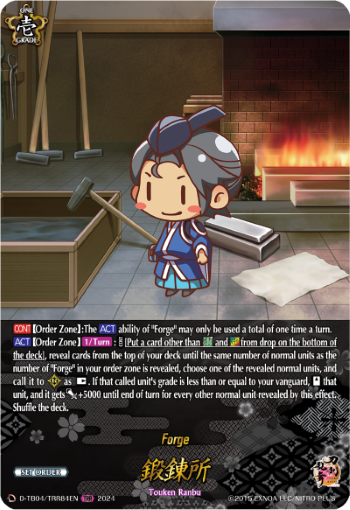 ONE
壱
GRADE
CONT【Order Zone】:The ACT ability of "Forge" may only be used a total of one time a turn.
ACT【Order Zone】 1/Turn : [Put a card other than and from drop on the bottom of
the deck], reveal cards from the top of your deck until the same number of normal units as the
number of "Forge" in your order zone is revealed, choose one of the revealed normal units, and
call it to as . If that called unit's grade is less than or equal to your vanguard, that
unit, and it gets +5000 until end of turn for every other normal unit revealed by this effect.
Shuffle the deck.
Forge
鍛錬所
SET ORDER
Touken Ranbu
D-TB04/TRRB4EN TRR 2024
©2015 EXNOA LLC/NITRO PLUS